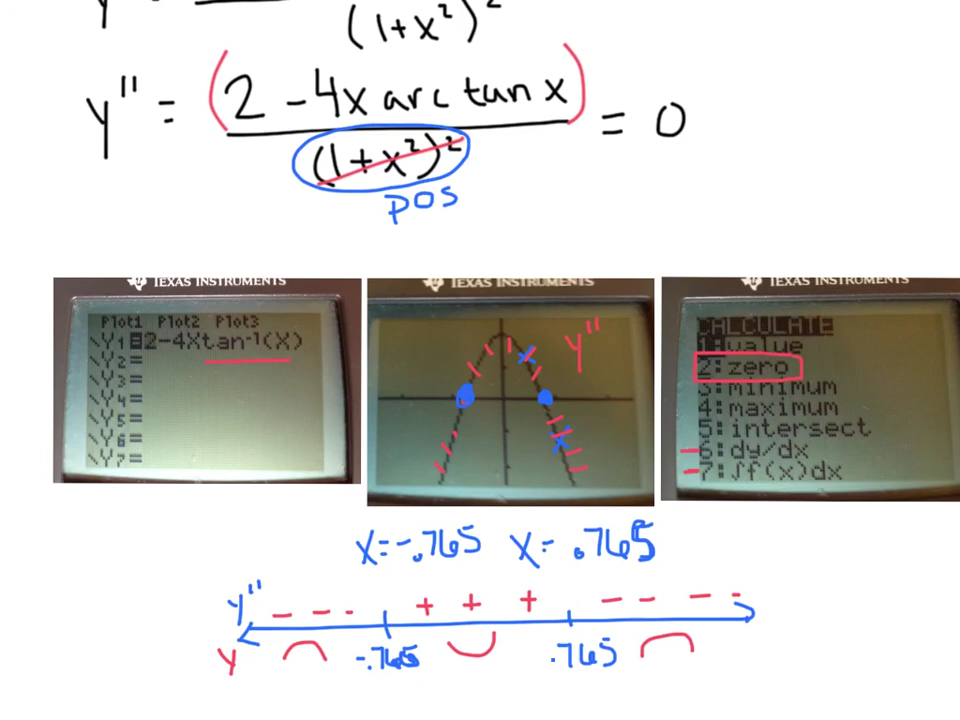 y =
(1+x²)²
y" = (2 - 4x arc tan x) / (1+x²)² = 0
pos
TEXAS INSTRUMENTS
Plot1 Plot2 Plot3
\Y1=2-4Xtan⁻¹(X)
\Y2=
\Y3=
\Y4=
\Y5=
\Y6=
\Y7=
TEXAS INSTRUMENTS
y"
TEXAS INSTRUMENTS
CALCULATE
1:value
2:zero
3:minimum
4:maximum
5:intersect
6:dy/dx
7:∫f(x)dx
x=-.765 x=.765
y" - - - + + + - - - -
y -.765 .765